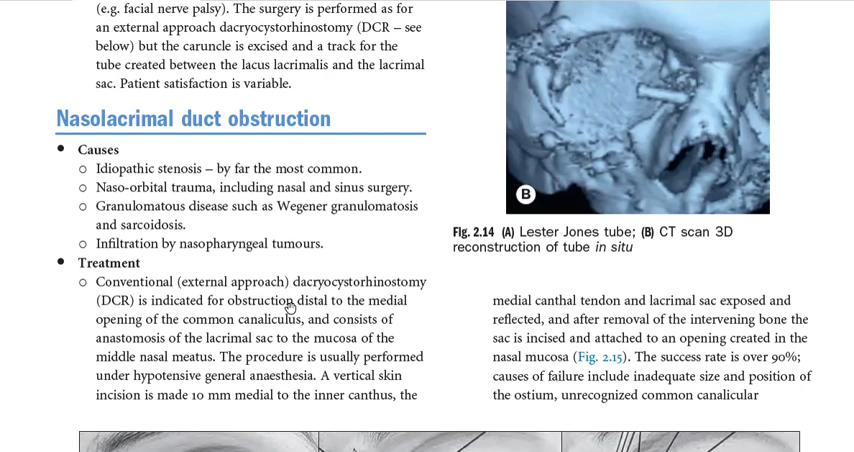 (e.g. facial nerve palsy). The surgery is performed as for
an external approach dacryocystorhinostomy (DCR – see
below) but the caruncle is excised and a track for the
tube created between the lacus lacrimalis and the lacrimal
sac. Patient satisfaction is variable.
Nasolacrimal duct obstruction
• Causes
○ Idiopathic stenosis – by far the most common.
○ Naso-orbital trauma, including nasal and sinus surgery.
○ Granulomatous disease such as Wegener granulomatosis
and sarcoidosis.
○ Infiltration by nasopharyngeal tumours.
• Treatment
○ Conventional (external approach) dacryocystorhinostomy
(DCR) is indicated for obstruction distal to the medial
opening of the common canaliculus, and consists of
anastomosis of the lacrimal sac to the mucosa of the
middle nasal meatus. The procedure is usually performed
under hypotensive general anaesthesia. A vertical skin
incision is made 10 mm medial to the inner canthus, the
B
Fig. 2.14 (A) Lester Jones tube; (B) CT scan 3D
reconstruction of tube in situ
medial canthal tendon and lacrimal sac exposed and
reflected, and after removal of the intervening bone the
sac is incised and attached to an opening created in the
nasal mucosa (Fig. 2.15). The success rate is over 90%;
causes of failure include inadequate size and position of
the ostium, unrecognized common canalicular